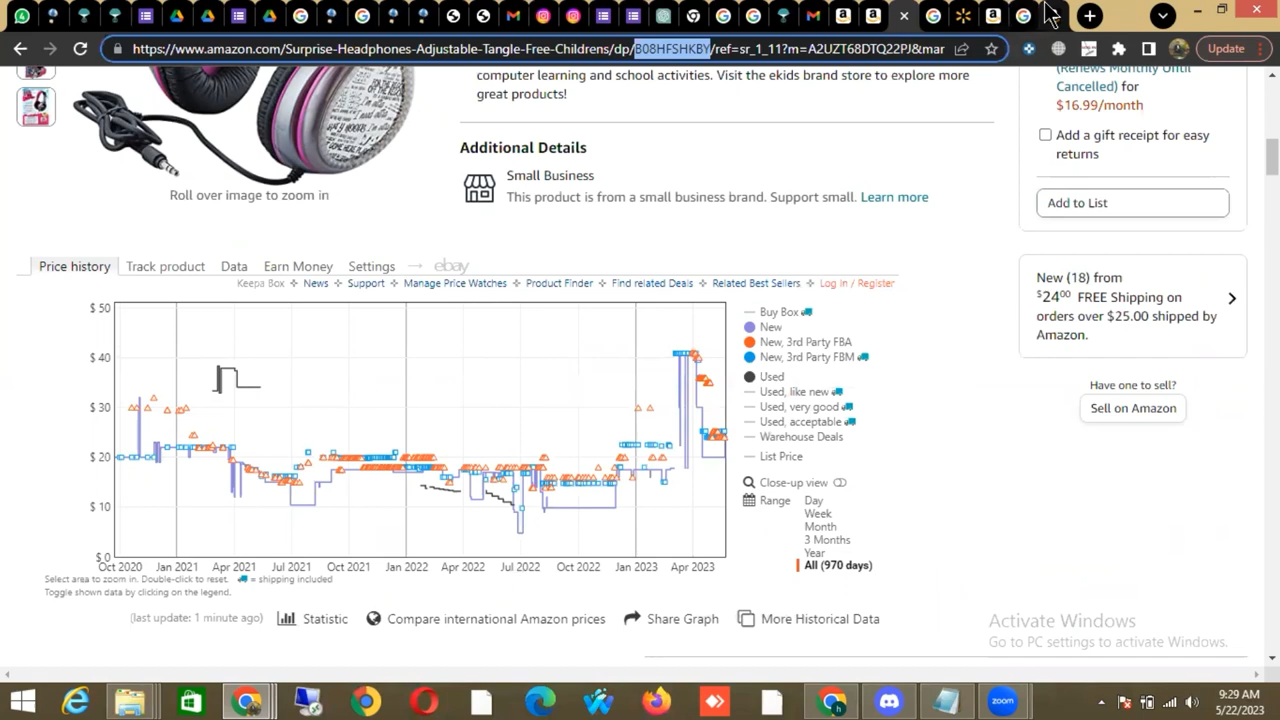 https://www.amazon.com/Surprise-Headphones-Adjustable-Tangle-Free-Childrens/dp/B08HFSHKBY/ref=sr_1_11?m=A2UZT68DTQ22PJ&mar
Update
computer learning and school activities. Visit the ekids brand store to explore more
great products!
Additional Details
Small Business
This product is from a small business brand. Support small. Learn more
Roll over image to zoom in
(Renews Monthly Until
Cancelled) for
$16.99/month
Add a gift receipt for easy
returns
Add to List
New (18) from
$24⁰⁰ FREE Shipping on
orders over $25.00 shipped by
Amazon.
Have one to sell?
Sell on Amazon
Price history
Track product
Data
Earn Money
Settings
ebay
Keepa Box
News
Support
Manage Price Watches
Product Finder
Find related Deals
Related Best Sellers
Log In / Register
$ 50
$ 40
$ 30
$ 20
$ 10
$ 0
Oct 2020 Jan 2021 Apr 2021 Jul 2021 Oct 2021 Jan 2022 Apr 2022 Jul 2022 Oct 2022 Jan 2023 Apr 2023
Buy Box
New
New, 3rd Party FBA
New, 3rd Party FBM
Used
Used, like new
Used, very good
Used, acceptable
Warehouse Deals
List Price
Close-up view
Range
Day
Week
Month
3 Months
Year
All (970 days)
Select area to zoom in. Double-click to reset. = shipping included
Toggle shown data by clicking on the legend.
(last update: 1 minute ago)
Statistic
Compare international Amazon prices
Share Graph
More Historical Data
Activate Windows
Go to PC settings to activate Windows.
zoom
9:29 AM
5/22/2023